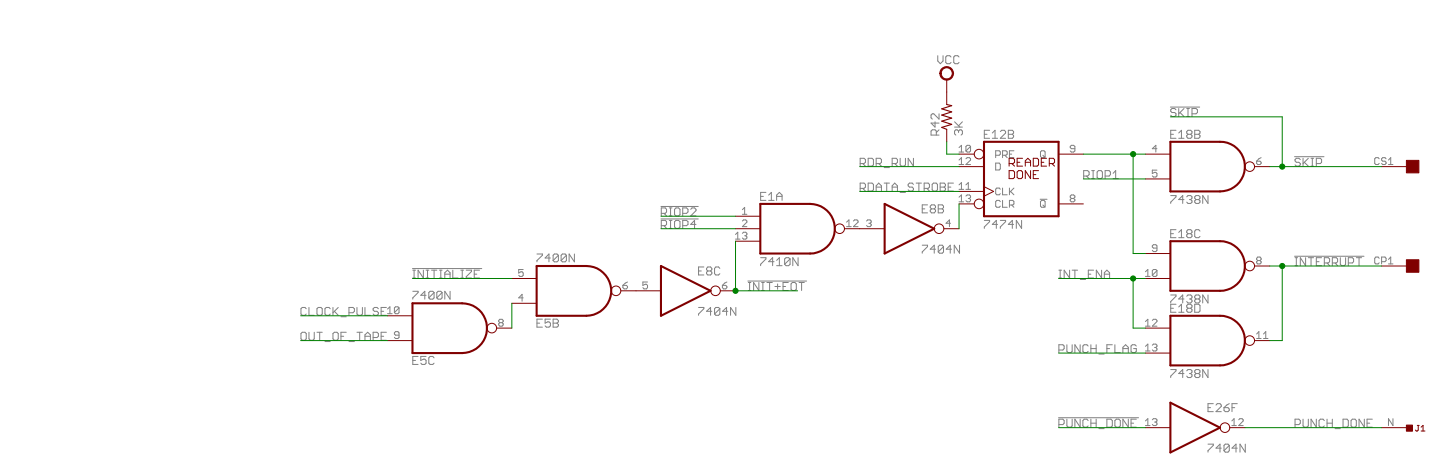 VCC
R42
3K
SKIP
E12B
E18B
10
PRE
Q
9
4
6
SKIP
CS1
RDR_RUN
12
D
READER
DONE
RIOP1
5
RDATA_STROBE
11
CLK
7438N
E1A
13
CLR
Q
8
RIOP2
1
E8B
7474N
RIOP4
2
12
3
4
E18C
13
7404N
9
7400N
7410N
8
INTERRUPT
CP1
INITIALIZE
5
E8C
INT_ENA
10
6
5
6
INIT+EOT
7400N
4
7438N
CLOCK_PULSE
10
7404N
E18D
8
E5B
12
OUT_OF_TAPE
9
11
E5C
PUNCH_FLAG
13
7438N
E26F
PUNCH_DONE
13
12
PUNCH_DONE
N
J1
7404N